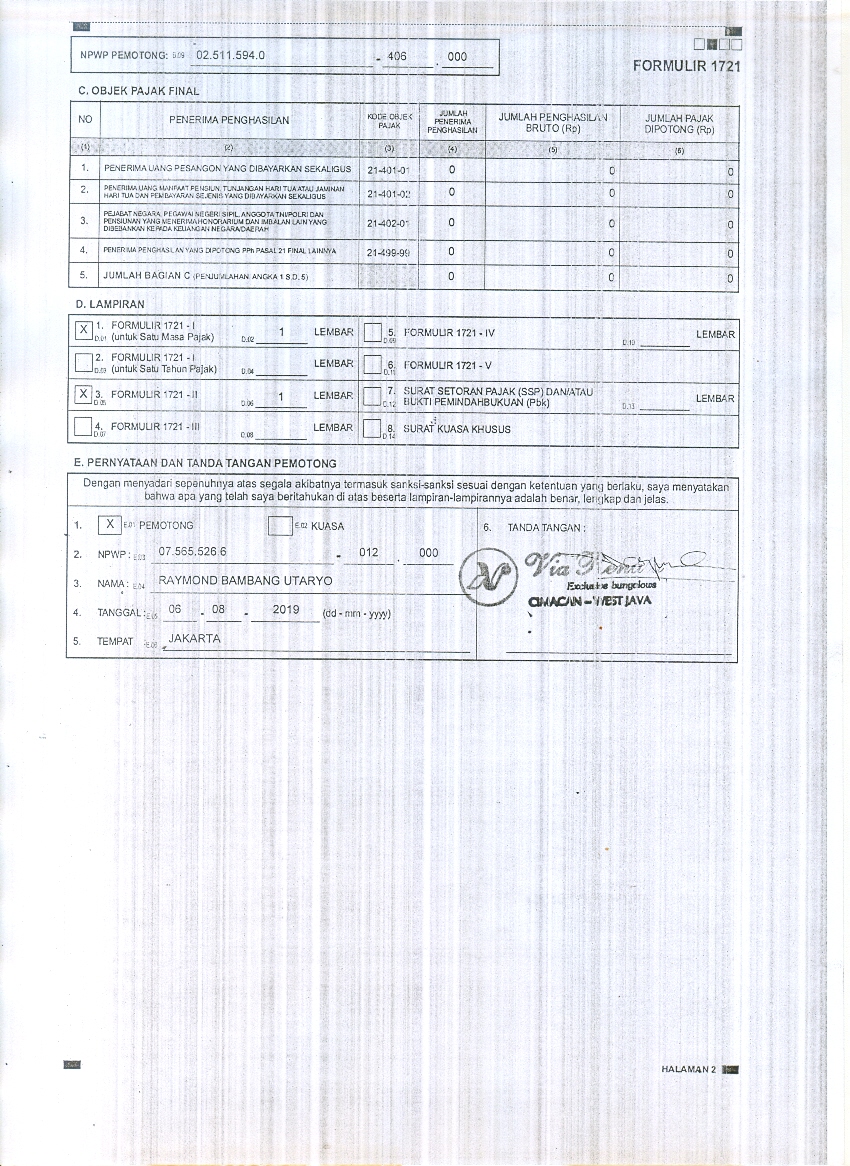 NPWP PEMOTONG: 02.511.594.0 - 406 . 000
FORMULIR 1721
C. OBJEK PAJAK FINAL
NO PENERIMA PENGHASILAN KODE OBJEK PAJAK JUMLAH PENERIMA PENGHASILAN JUMLAH PENGHASILAN BRUTO (Rp) JUMLAH PAJAK DIPOTONG (Rp)
(1) (2) (3) (4) (5) (6)
1. PENERIMA UANG PESANGON YANG DIBAYARKAN SEKALIGUS 21-401-01 0 0 0
2. PENERIMA UANG MANFAAT PENSIUN, TUNJANGAN HARI TUA ATAU JAMINAN
HARI TUA DAN PEMBAYARAN SEJENIS YANG DIBAYARKAN SEKALIGUS 21-401-02 0 0 0
3. PEJABAT NEGARA, PEGAWAI NEGERI SIPIL, ANGGOTA TNI/POLRI DAN
PENSIUNAN YANG MENERIMA HONORARIUM DAN IMBALAN LAIN YANG
DIBEBANKAN KEPADA KEUANGAN NEGARA/DAERAH 21-402-01 0 0 0
4. PENERIMA PENGHASILAN YANG DIPOTONG PPh PASAL 21 FINAL LAINNYA 21-499-99 0 0 0
5. JUMLAH BAGIAN C (PENJUMLAHAN ANGKA 1 S.D. 5) 0 0 0
D. LAMPIRAN
X D.01 1. FORMULIR 1721 - I
(untuk Satu Masa Pajak) D.02 1 LEMBAR
D.09 5. FORMULIR 1721 - IV D.10 LEMBAR
D.03 2. FORMULIR 1721 - I
(untuk Satu Tahun Pajak) D.04 LEMBAR
D.11 6. FORMULIR 1721 - V
X D.05 3. FORMULIR 1721 - II D.06 1 LEMBAR
D.12 7. SURAT SETORAN PAJAK (SSP) DAN/ATAU
BUKTI PEMINDAHBUKUAN (Pbk) D.13 LEMBAR
D.07 4. FORMULIR 1721 - III D.08 LEMBAR
D.14 8. SURAT KUASA KHUSUS
E. PERNYATAAN DAN TANDA TANGAN PEMOTONG
Dengan menyadari sepenuhnya atas segala akibatnya termasuk sanksi-sanksi sesuai dengan ketentuan yang berlaku, saya menyatakan
bahwa apa yang telah saya beritahukan di atas beserta lampiran-lampirannya adalah benar, lengkap dan jelas.
1. X E.01 PEMOTONG E.02 KUASA
2. NPWP : E.03 07.565.526.6 - 012 . 000
3. NAMA : E.04 RAYMOND BAMBANG UTARYO
4. TANGGAL : E.05 06 - 08 - 2019 (dd - mm - yyyy)
5. TEMPAT E.06 JAKARTA
6. TANDA TANGAN :
Via Renu
Exclusive bungalows
CIMACAN - WEST JAVA
HALAMAN 2